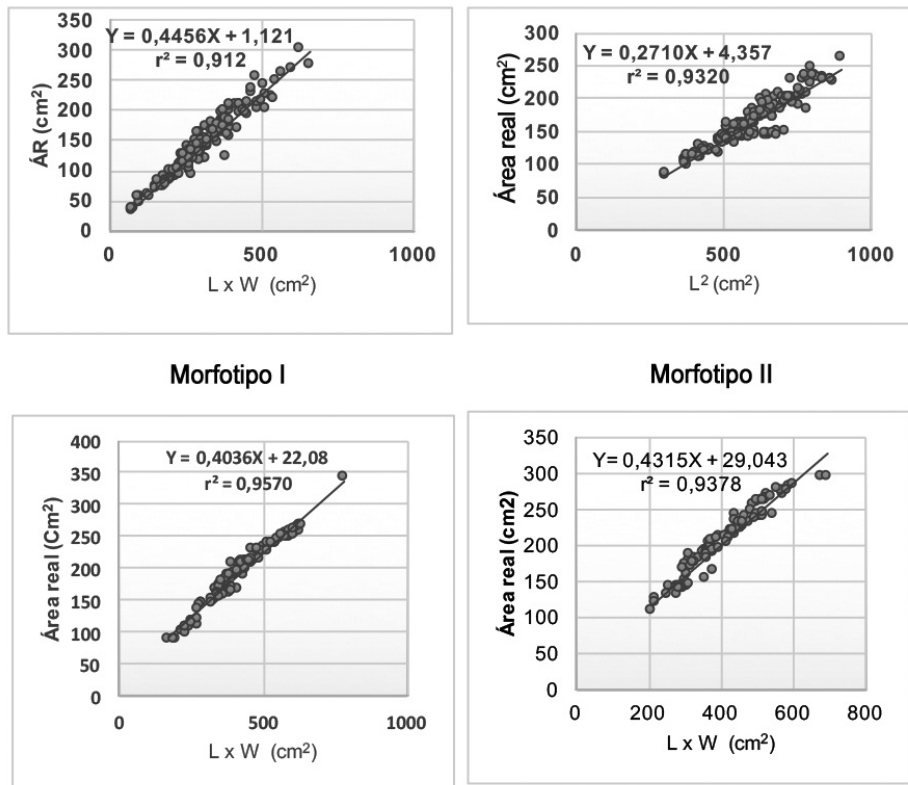 350
300
250
200
150
100
50
0
ÁR (cm²)
Y = 0,4456X + 1,121
r² = 0,912
0 500 1000
L x W (cm²)
350
300
250
200
150
100
50
0
Área real (cm²)
Y = 0,2710X + 4,357
r² = 0,9320
0 500 1000
L² (cm²)
Morfotipo I
Morfotipo II
400
350
300
250
200
150
100
50
0
Área real (Cm²)
Y = 0,4036X + 22,08
r² = 0,9570
0 500 1000
L x W (cm²)
350
300
250
200
150
100
50
0
Área real (cm2)
Y= 0,4315X + 29,043
r² = 0,9378
0 200 400 600 800
L x W (cm²)